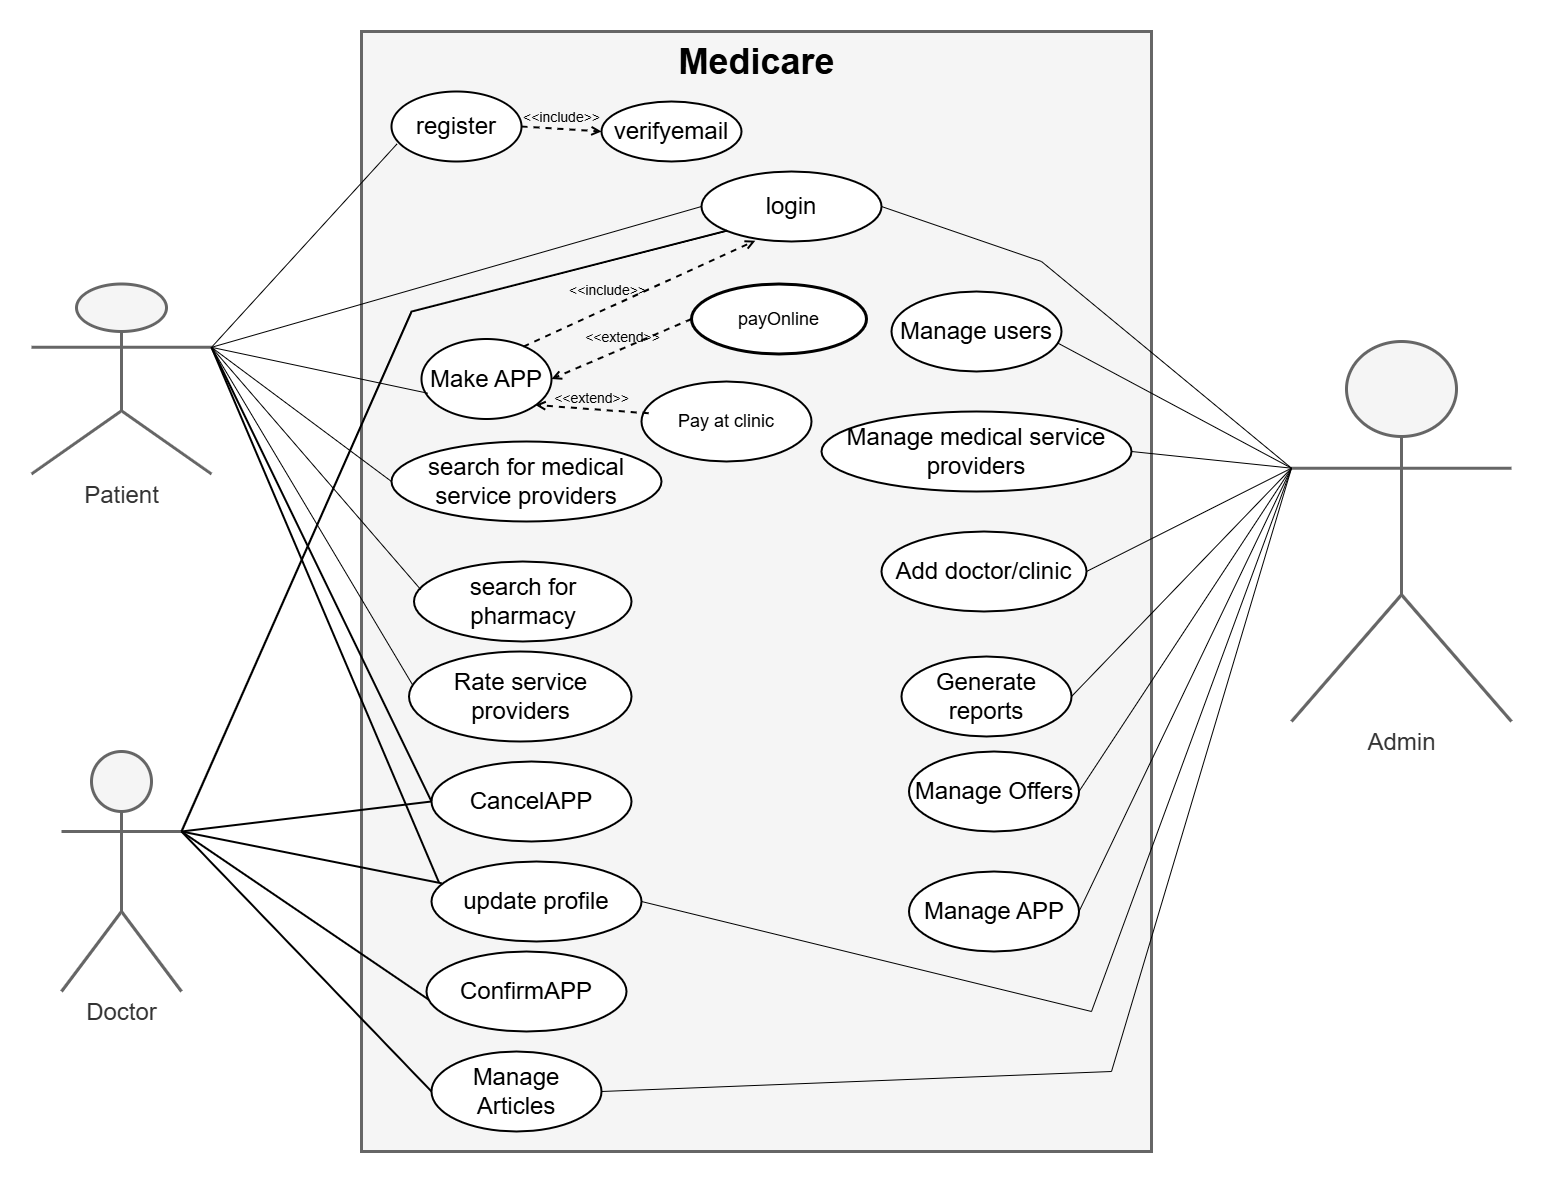 Medicare
register
<<include>>
verifyemail
login
<<include>>
payOnline
<<extend>>
Manage users
Make APP
<<extend>>
Pay at clinic
Manage medical service
providers
search for medical
service providers
Patient
Add doctor/clinic
search for
pharmacy
Rate service
providers
Generate
reports
Admin
CancelAPP
Manage Offers
update profile
Manage APP
ConfirmAPP
Doctor
Manage
Articles